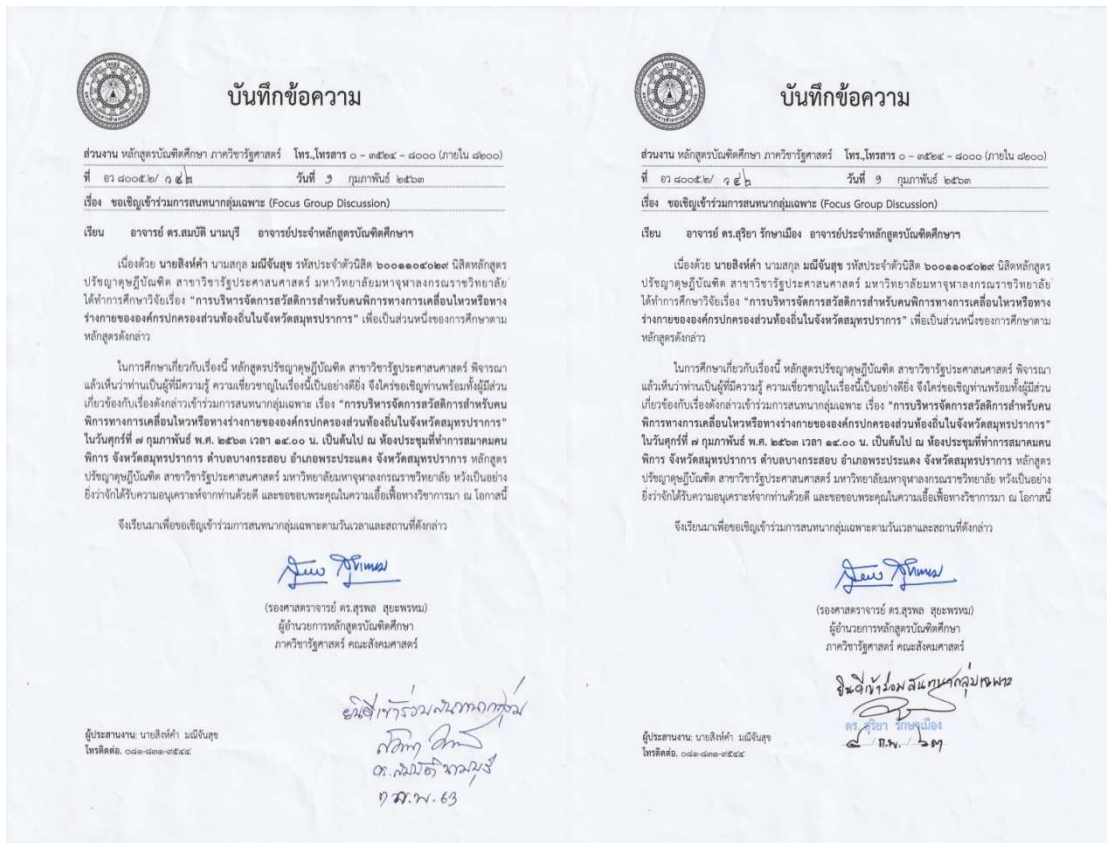 บันทึกข้อความ
ส่วนงาน หลักสูตรบัณฑิตศึกษา ภาควิชารัฐศาสตร์ โทร.,โทรสาร ๐ – ๓๕๒๔ – ๘๐๐๐ (ภายใน ๘๒๐๐)
ที่ อว ๘๐๐๕.๒/ ๑๕๒ วันที่ ๑ กุมภาพันธ์ ๒๕๖๓
เรื่อง ขอเชิญเข้าร่วมการสนทนากลุ่มเฉพาะ (Focus Group Discussion)
เรียน อาจารย์ ดร.สมบัติ นามบุรี อาจารย์ประจำหลักสูตรบัณฑิตศึกษาฯ
เนื่องด้วย นายสิงห์คำ นามสกุล มณีจันสุข รหัสประจำตัวนิสิต ๖๐๐๑๑๐๔๐๒๙ นิสิตหลักสูตร
ปรัชญาดุษฎีบัณฑิต สาขาวิชารัฐประศาสนศาสตร์ มหาวิทยาลัยมหาจุฬาลงกรณราชวิทยาลัย
ได้ทำการศึกษาวิจัยเรื่อง "การบริหารจัดการสวัสดิการสำหรับคนพิการทางการเคลื่อนไหวหรือทาง
ร่างกายขององค์กรปกครองส่วนท้องถิ่นในจังหวัดสมุทรปราการ" เพื่อเป็นส่วนหนึ่งของการศึกษาตาม
หลักสูตรดังกล่าว
ในการศึกษาเกี่ยวกับเรื่องนี้ หลักสูตรปรัชญาดุษฎีบัณฑิต สาขาวิชารัฐประศาสนศาสตร์ พิจารณา
แล้วเห็นว่าท่านเป็นผู้ที่มีความรู้ ความเชี่ยวชาญในเรื่องนี้เป็นอย่างดียิ่ง จึงใคร่ขอเชิญท่านพร้อมทั้งผู้มีส่วน
เกี่ยวข้องกับเรื่องดังกล่าวเข้าร่วมการสนทนากลุ่มเฉพาะ เรื่อง "การบริหารจัดการสวัสดิการสำหรับคน
พิการทางการเคลื่อนไหวหรือทางร่างกายขององค์กรปกครองส่วนท้องถิ่นในจังหวัดสมุทรปราการ"
ในวันศุกร์ที่ ๗ กุมภาพันธ์ พ.ศ. ๒๕๖๓ เวลา ๑๔.๐๐ น. เป็นต้นไป ณ ห้องประชุมที่ทำการสมาคมคน
พิการ จังหวัดสมุทรปราการ ตำบลบางกระสอบ อำเภอพระประแดง จังหวัดสมุทรปราการ หลักสูตร
ปรัชญาดุษฎีบัณฑิต สาขาวิชารัฐประศาสนศาสตร์ มหาวิทยาลัยมหาจุฬาลงกรณราชวิทยาลัย หวังเป็นอย่าง
ยิ่งว่าจักได้รับความอนุเคราะห์จากท่านด้วยดี และขอขอบพระคุณในความเอื้อเฟื้อทางวิชาการมา ณ โอกาสนี้
จึงเรียนมาเพื่อขอเชิญเข้าร่วมการสนทนากลุ่มเฉพาะตามวันเวลาและสถานที่ดังกล่าว
(รองศาสตราจารย์ ดร.สุรพล สุยะพรหม)
ผู้อำนวยการหลักสูตรบัณฑิตศึกษา
ภาควิชารัฐศาสตร์ คณะสังคมศาสตร์
ยินดีเข้าร่วมสนทนากลุ่ม
ดร.สมบัติ นามบุรี
๗ ก.พ. 63
ผู้ประสานงาน: นายสิงห์คำ มณีจันสุข
โทรติดต่อ. ๐๘๑-๘๓๑-๙๕๔๔
บันทึกข้อความ
ส่วนงาน หลักสูตรบัณฑิตศึกษา ภาควิชารัฐศาสตร์ โทร.,โทรสาร ๐ – ๓๕๒๔ – ๘๐๐๐ (ภายใน ๘๒๐๐)
ที่ อว ๘๐๐๕.๒/ ๑๕๒ วันที่ ๑ กุมภาพันธ์ ๒๕๖๓
เรื่อง ขอเชิญเข้าร่วมการสนทนากลุ่มเฉพาะ (Focus Group Discussion)
เรียน อาจารย์ ดร.สุริยา รักษาเมือง อาจารย์ประจำหลักสูตรบัณฑิตศึกษาฯ
เนื่องด้วย นายสิงห์คำ นามสกุล มณีจันสุข รหัสประจำตัวนิสิต ๖๐๐๑๑๐๔๐๒๙ นิสิตหลักสูตร
ปรัชญาดุษฎีบัณฑิต สาขาวิชารัฐประศาสนศาสตร์ มหาวิทยาลัยมหาจุฬาลงกรณราชวิทยาลัย
ได้ทำการศึกษาวิจัยเรื่อง "การบริหารจัดการสวัสดิการสำหรับคนพิการทางการเคลื่อนไหวหรือทาง
ร่างกายขององค์กรปกครองส่วนท้องถิ่นในจังหวัดสมุทรปราการ" เพื่อเป็นส่วนหนึ่งของการศึกษาตาม
หลักสูตรดังกล่าว
ในการศึกษาเกี่ยวกับเรื่องนี้ หลักสูตรปรัชญาดุษฎีบัณฑิต สาขาวิชารัฐประศาสนศาสตร์ พิจารณา
แล้วเห็นว่าท่านเป็นผู้ที่มีความรู้ ความเชี่ยวชาญในเรื่องนี้เป็นอย่างดียิ่ง จึงใคร่ขอเชิญท่านพร้อมทั้งผู้มีส่วน
เกี่ยวข้องกับเรื่องดังกล่าวเข้าร่วมการสนทนากลุ่มเฉพาะ เรื่อง "การบริหารจัดการสวัสดิการสำหรับคน
พิการทางการเคลื่อนไหวหรือทางร่างกายขององค์กรปกครองส่วนท้องถิ่นในจังหวัดสมุทรปราการ"
ในวันศุกร์ที่ ๗ กุมภาพันธ์ พ.ศ. ๒๕๖๓ เวลา ๑๔.๐๐ น. เป็นต้นไป ณ ห้องประชุมที่ทำการสมาคมคน
พิการ จังหวัดสมุทรปราการ ตำบลบางกระสอบ อำเภอพระประแดง จังหวัดสมุทรปราการ หลักสูตร
ปรัชญาดุษฎีบัณฑิต สาขาวิชารัฐประศาสนศาสตร์ มหาวิทยาลัยมหาจุฬาลงกรณราชวิทยาลัย หวังเป็นอย่าง
ยิ่งว่าจักได้รับความอนุเคราะห์จากท่านด้วยดี และขอขอบพระคุณในความเอื้อเฟื้อทางวิชาการมา ณ โอกาสนี้
จึงเรียนมาเพื่อขอเชิญเข้าร่วมการสนทนากลุ่มเฉพาะตามวันเวลาและสถานที่ดังกล่าว
(รองศาสตราจารย์ ดร.สุรพล สุยะพรหม)
ผู้อำนวยการหลักสูตรบัณฑิตศึกษา
ภาควิชารัฐศาสตร์ คณะสังคมศาสตร์
ยินดีเข้าร่วมสนทนากลุ่มเฉพาะ
ดร. สุริยา รักษาเมือง
๔ / ก.พ. / ๖๓
ผู้ประสานงาน: นายสิงห์คำ มณีจันสุข
โทรติดต่อ. ๐๘๑-๘๓๑-๙๕๔๔